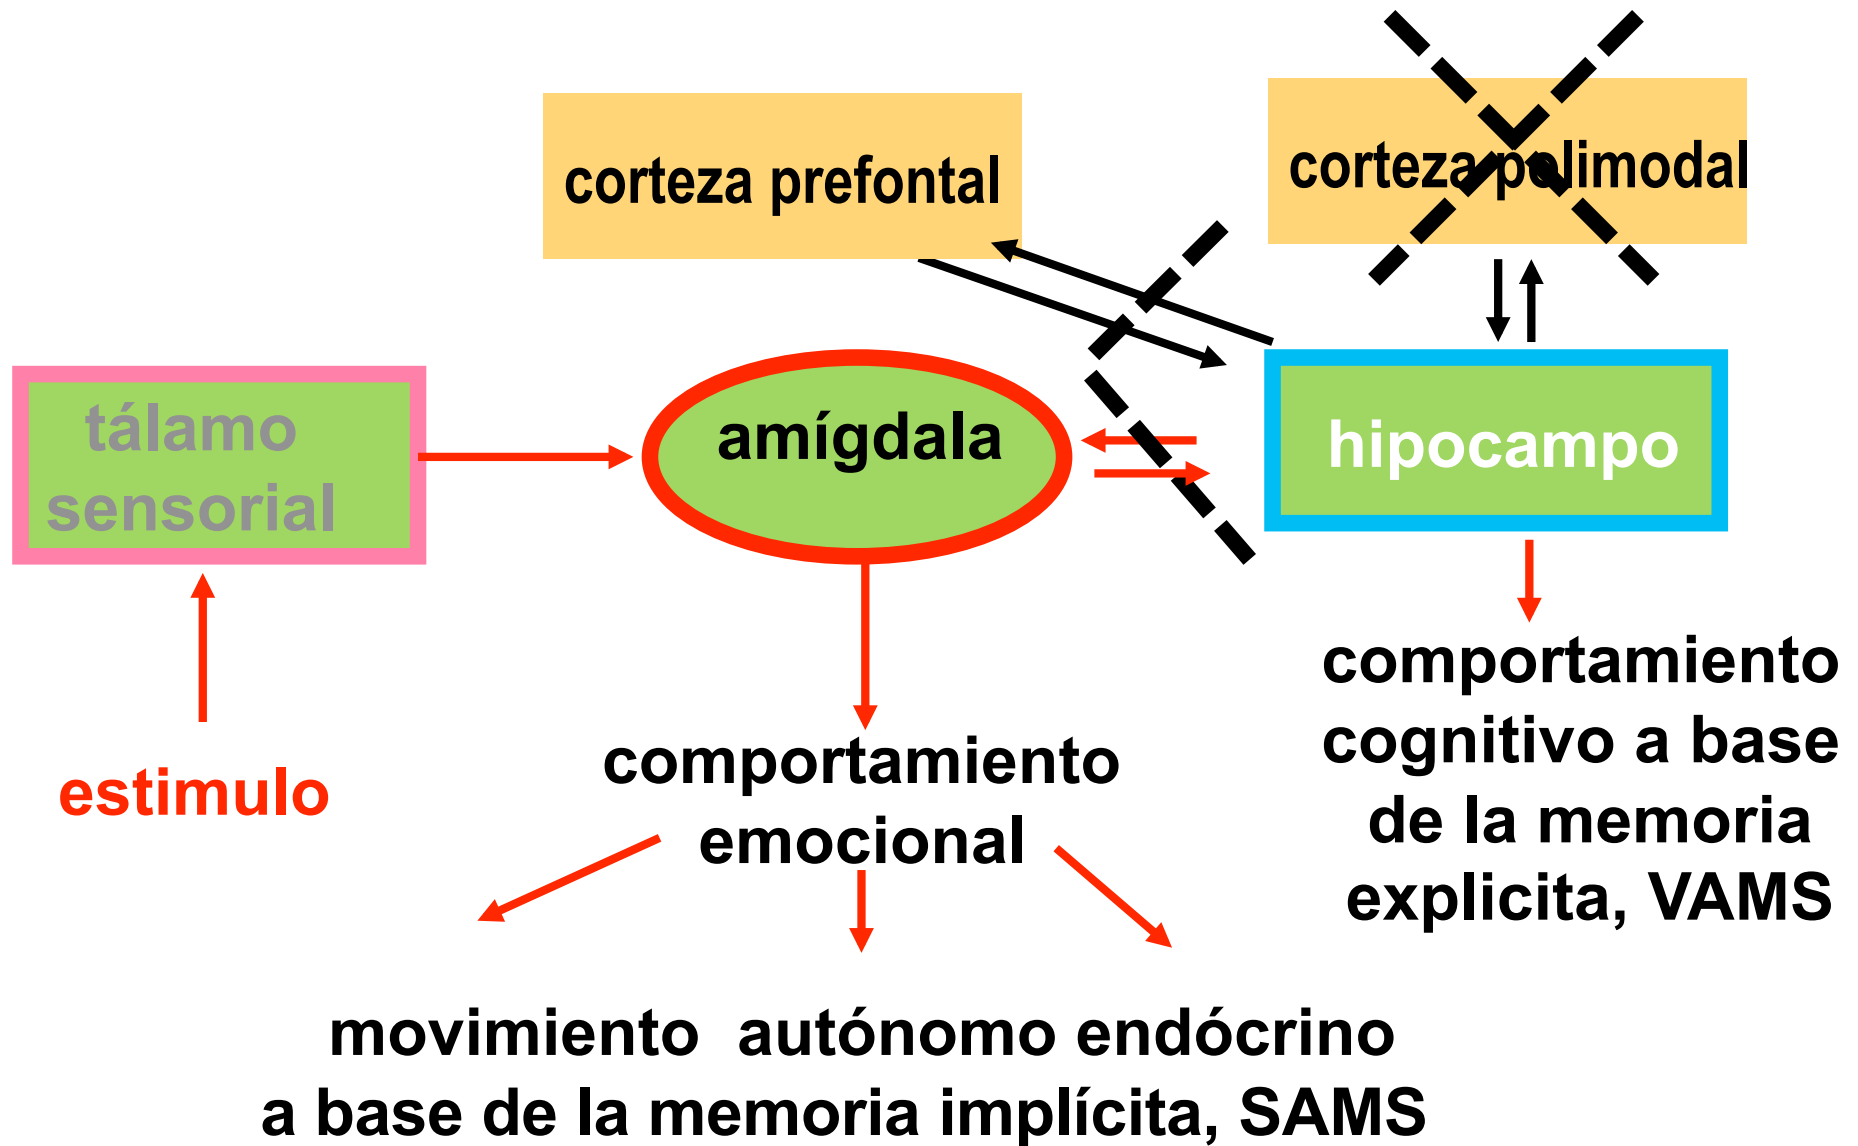 corteza prefontal
corteza polimodal
tálamo
sensorial
amígdala
hipocampo
estimulo
comportamiento
emocional
comportamiento
cognitivo a base
de la memoria
explicita, VAMS
movimiento autónomo endócrino
a base de la memoria implícita, SAMS